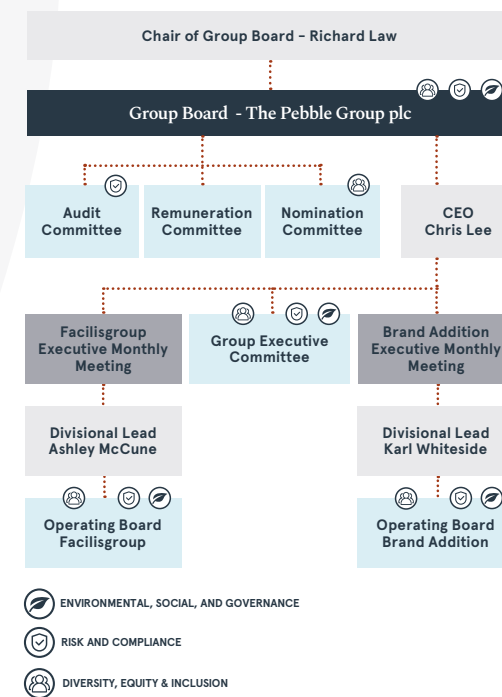 Chair of Group Board - Richard Law
Group Board - The Pebble Group plc
Audit
Committee
Remuneration
Committee
Nomination
Committee
CEO
Chris Lee
Facilisgroup
Executive Monthly
Meeting
Group Executive
Committee
Brand Addition
Executive Monthly
Meeting
Divisional Lead
Ashley McCune
Divisional Lead
Karl Whiteside
Operating Board
Facilisgroup
Operating Board
Brand Addition
ENVIRONMENTAL, SOCIAL, AND GOVERNANCE
RISK AND COMPLIANCE
DIVERSITY, EQUITY & INCLUSION